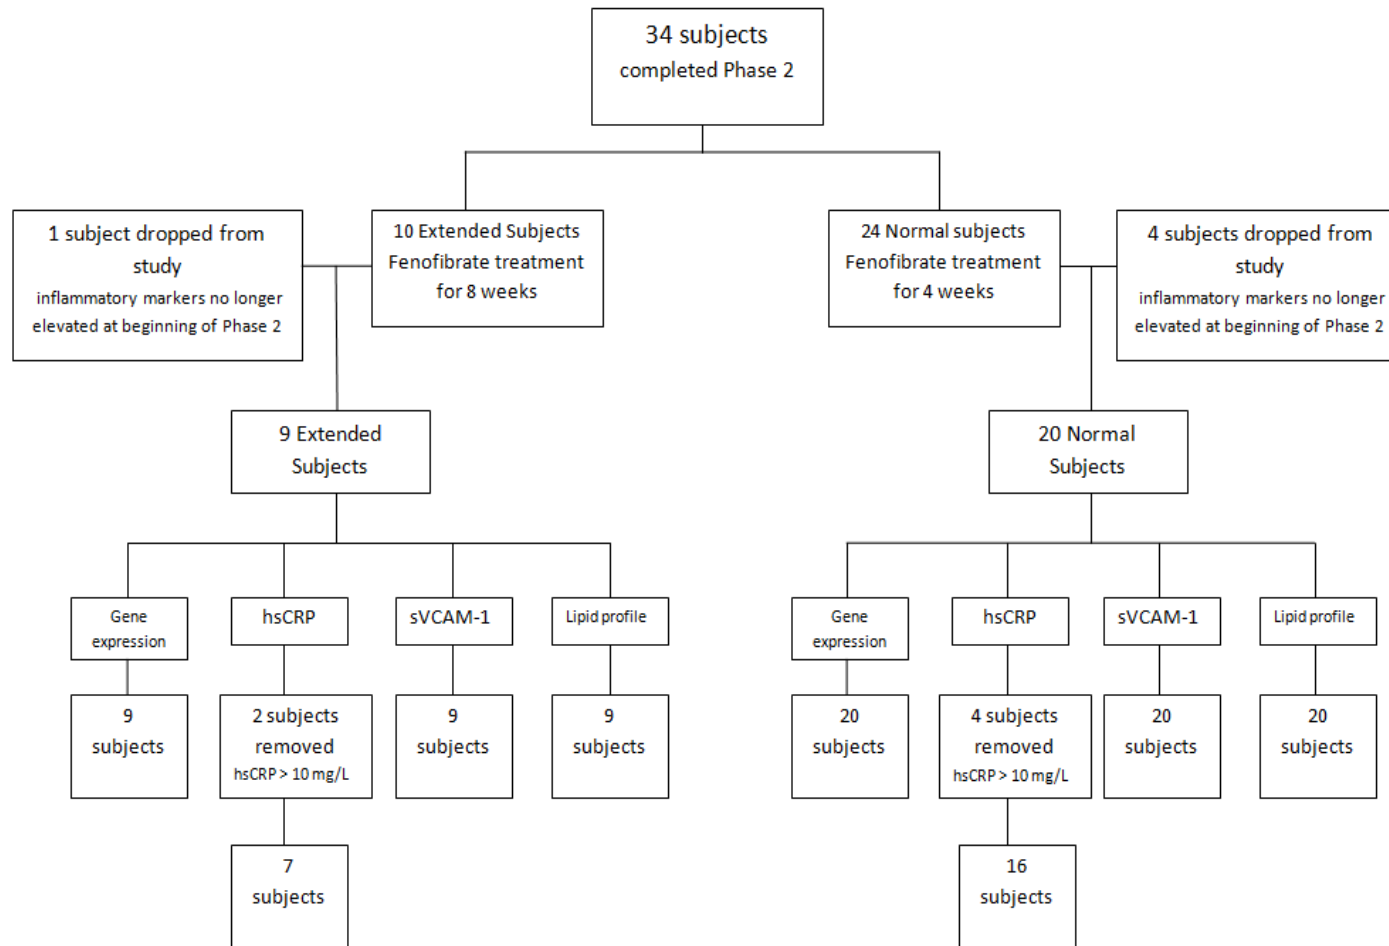 34 subjects
completed Phase 2
1 subject dropped from
study
inflammatory markers no longer
elevated at beginning of Phase 2
10 Extended Subjects
Fenofibrate treatment
for 8 weeks
24 Normal subjects
Fenofibrate treatment
for 4 weeks
4 subjects dropped from
study
inflammatory markers no longer
elevated at beginning of Phase 2
9 Extended
Subjects
20 Normal
Subjects
Gene
expression
hsCRP
sVCAM-1
Lipid profile
Gene
expression
hsCRP
sVCAM-1
Lipid profile
9
subjects
2 subjects
removed
hsCRP > 10 mg/L
9
subjects
9
subjects
20
subjects
4 subjects
removed
hsCRP > 10 mg/L
20
subjects
20
subjects
7
subjects
16
subjects